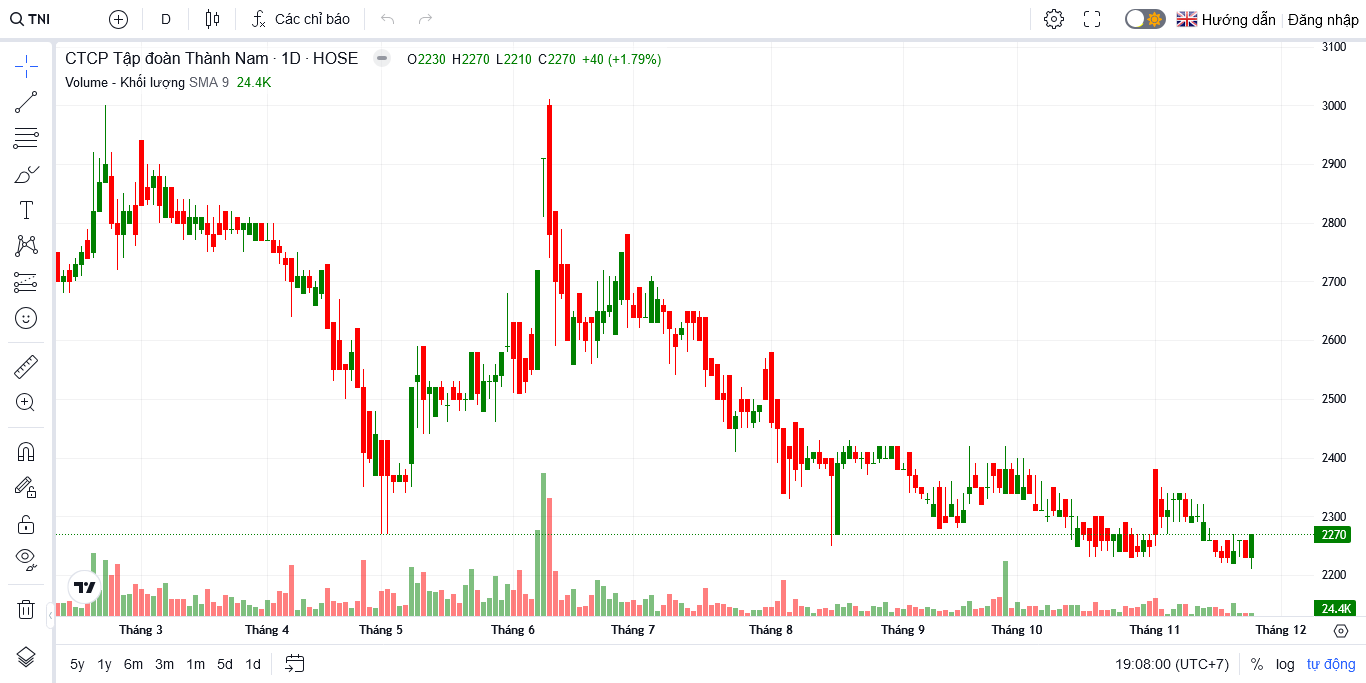 TNI D Các chỉ báo Hướng dẫn Đăng nhập
CTCP Tập đoàn Thành Nam · 1D · HOSE O2230 H2270 L2210 C2270 +40 (+1.79%)
Volume - Khối lượng SMA 9 24.4K
3100
3000
2900
2800
2700
2600
2500
2400
2300
2270
2200
24.4K
Tháng 3 Tháng 4 Tháng 5 Tháng 6 Tháng 7 Tháng 8 Tháng 9 Tháng 10 Tháng 11 Tháng 12
5y 1y 6m 3m 1m 5d 1d 19:08:00 (UTC+7) % log tự động